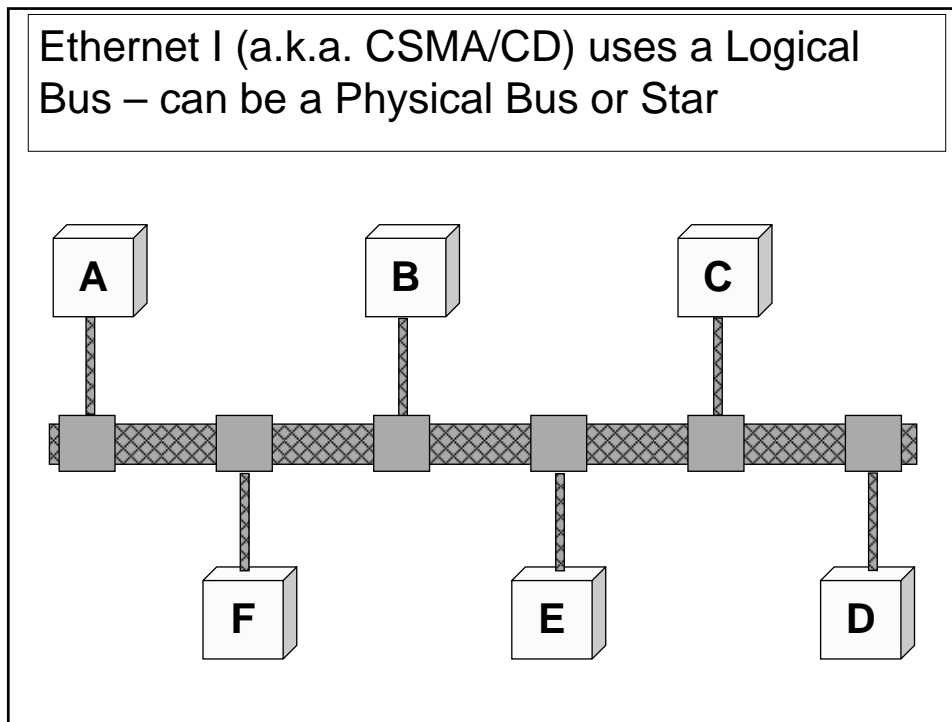 Ethernet I (a.k.a. CSMA/CD) uses a Logical
Bus – can be a Physical Bus or Star
A
B
C
F
E
D